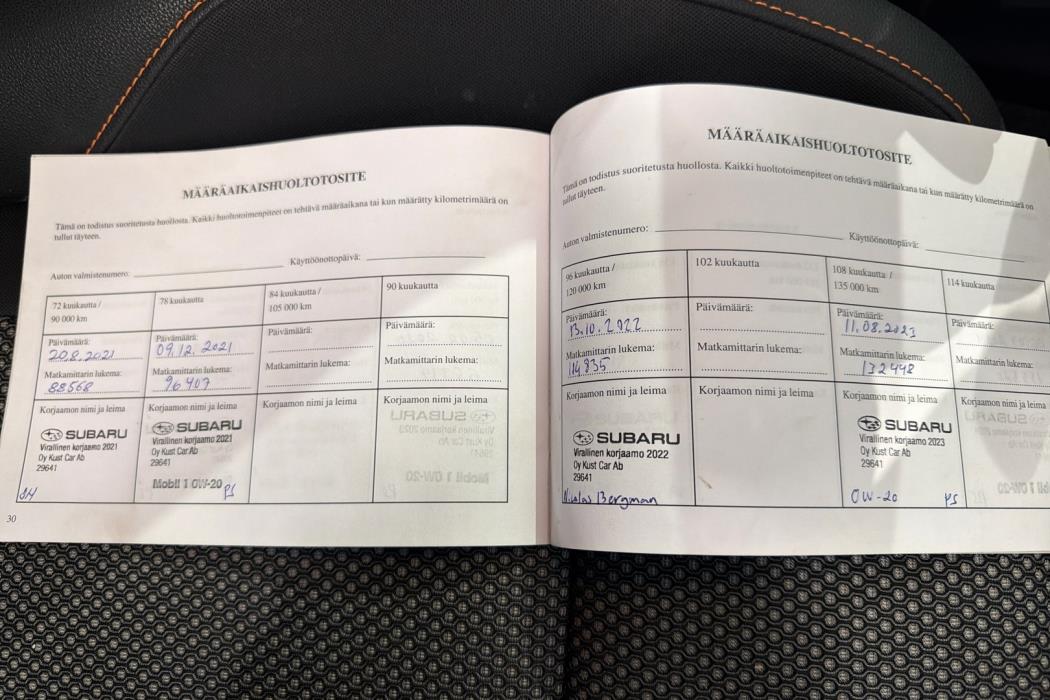 MÄÄRÄAIKAISHUOLTOTOSITE
Tämä on todistus suoritetusta huollosta. Kaikki huoltotoimenpiteet on tehtävä määräaikana tai kun määrätty kilometrimäärä on
tullut täyteen.
Auton valmistenumero: Käyttöönottopäivä:
72 kuukautta /
90 000 km
Päivämäärä:
20.8.2021
Matkamittarin lukema:
88568
Korjaamon nimi ja leima
SUBARU
Virallinen korjaamo 2021
Oy Kust Car Ab
29641
78 kuukautta
Päivämäärä:
09.12.2021
Matkamittarin lukema:
96407
Korjaamon nimi ja leima
SUBARU
Virallinen korjaamo 2021
Oy Kust Car Ab
29641
Mobil 1 0W-20 PS
84 kuukautta /
105 000 km
Päivämäärä:
Matkamittarin lukema:
Korjaamon nimi ja leima
90 kuukautta
Päivämäärä:
Matkamittarin lukema:
Korjaamon nimi ja leima
30
MÄÄRÄAIKAISHUOLTOTOSITE
Tämä on todistus suoritetusta huollosta. Kaikki huoltotoimenpiteet on tehtävä määräaikana tai kun määrätty kilometrimäärä on
tullut täyteen.
Auton valmistenumero: Käyttöönottopäivä:
96 kuukautta /
120 000 km
Päivämäärä:
13.10.2022
Matkamittarin lukema:
114835
Korjaamon nimi ja leima
SUBARU
Virallinen korjaamo 2022
Oy Kust Car Ab
29641
Nicolas Bergman
102 kuukautta
Päivämäärä:
Matkamittarin lukema:
Korjaamon nimi ja leima
108 kuukautta /
135 000 km
Päivämäärä:
11.08.2023
Matkamittarin lukema:
132448
Korjaamon nimi ja leima
SUBARU
Virallinen korjaamo 2023
Oy Kust Car Ab
29641
0W-20 PS
114 kuukautta
Päivämäärä:
Matkamittarin lukema:
Korjaamon nimi ja leima